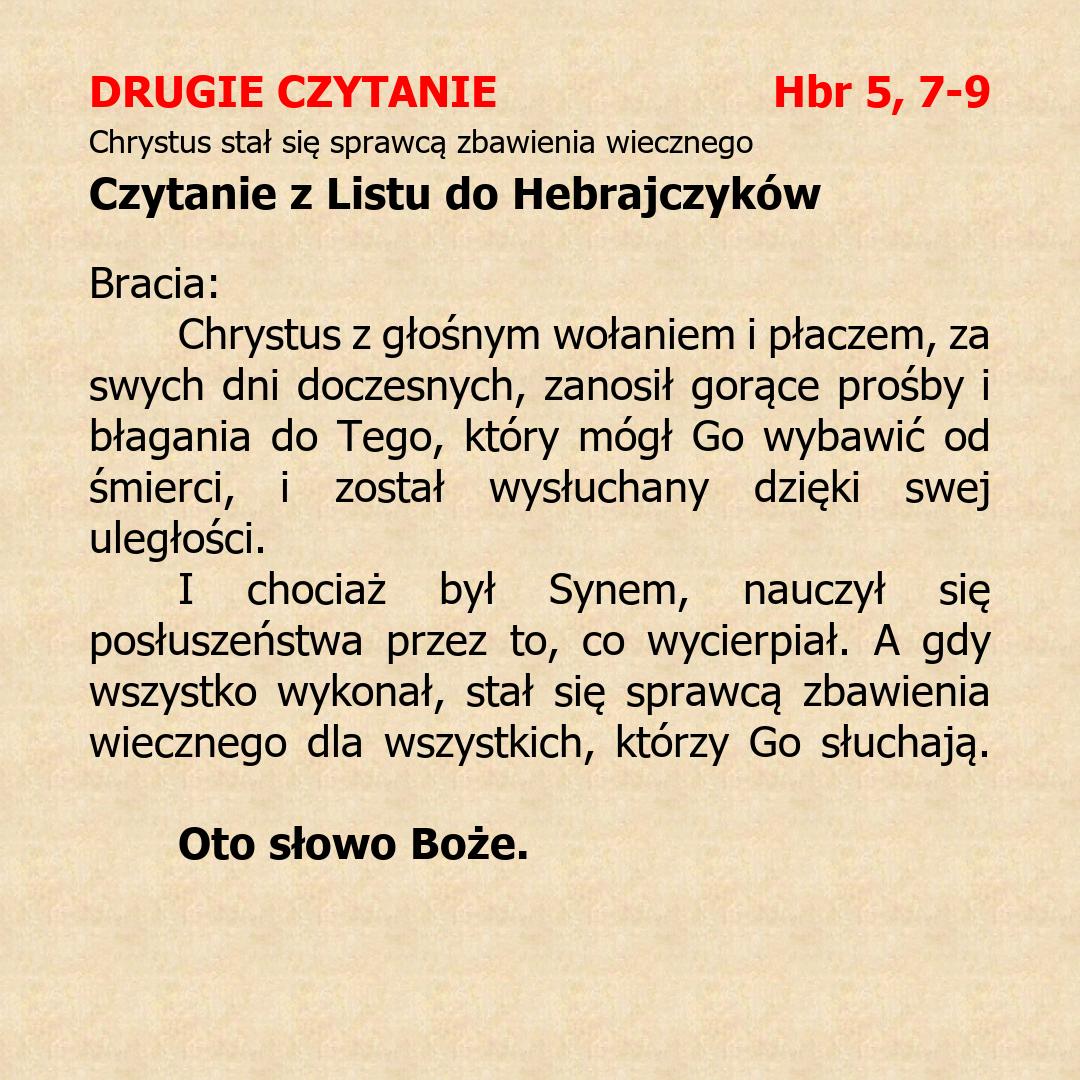 DRUGIE CZYTANIE Hbr 5, 7-9
Chrystus stał się sprawcą zbawienia wiecznego
Czytanie z Listu do Hebrajczyków
Bracia:
Chrystus z głośnym wołaniem i płaczem, za
swych dni doczesnych, zanosił gorące prośby i
błagania do Tego, który mógł Go wybawić od
śmierci, i został wysłuchany dzięki swej
uległości.
I chociaż był Synem, nauczył się
posłuszeństwa przez to, co wycierpiał. A gdy
wszystko wykonał, stał się sprawcą zbawienia
wiecznego dla wszystkich, którzy Go słuchają.
Oto słowo Boże.